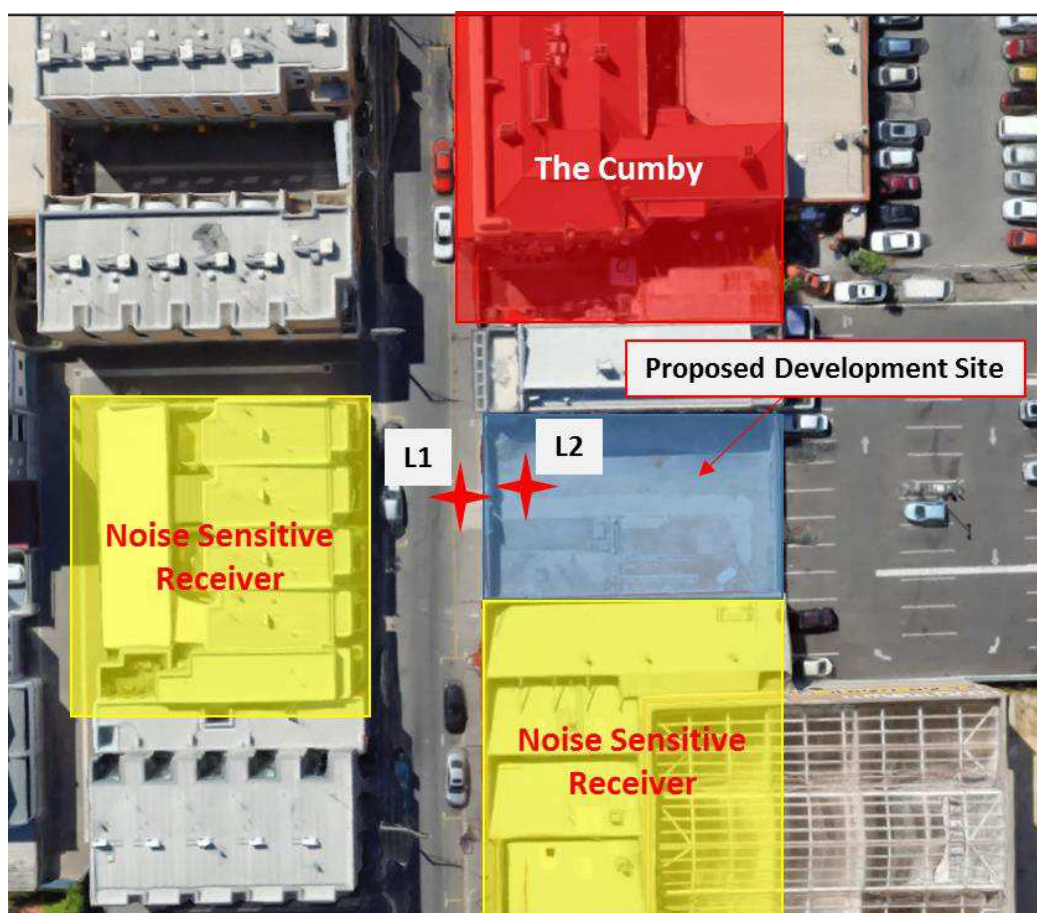 The Cumby
Proposed Development Site
L1
L2
Noise Sensitive
Receiver
Noise Sensitive
Receiver